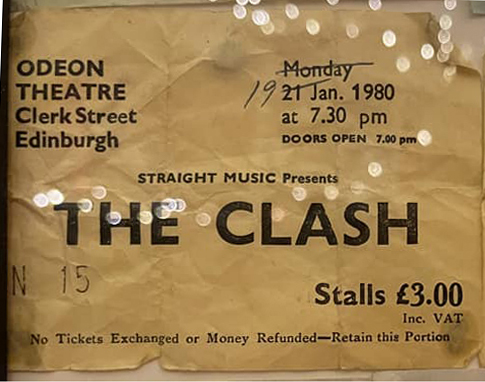 ODEON
THEATRE
Clerk Street
Edinburgh
Monday
19 21 Jan. 1980
at 7.30 pm
DOORS OPEN 7.00 pm
STRAIGHT MUSIC Presents
THE CLASH
N 15
Stalls £3.00
Inc. VAT
No Tickets Exchanged or Money Refunded—Retain this Portion